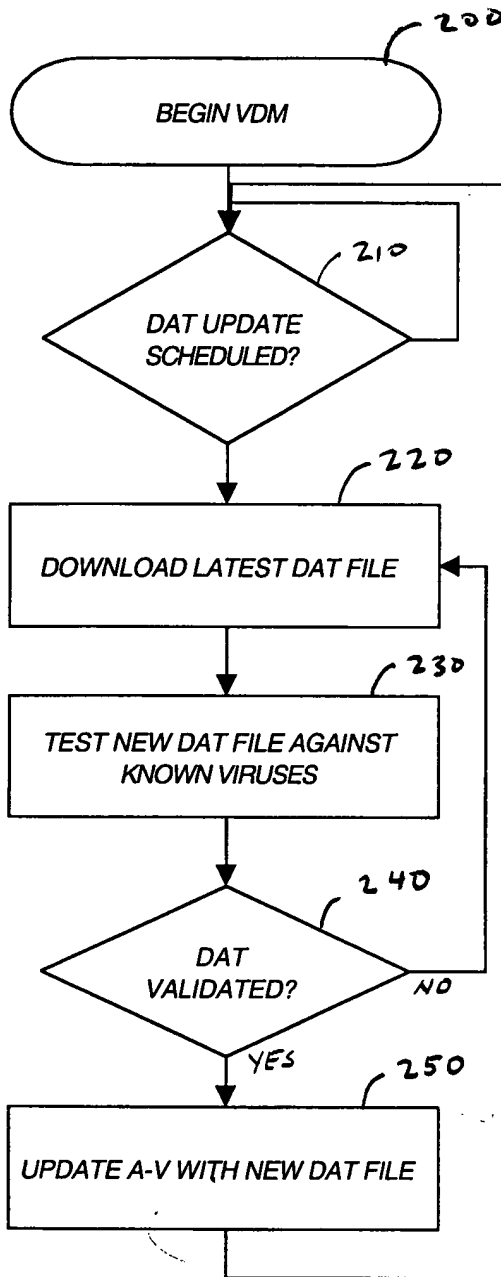 200
BEGIN VDM
210
DAT UPDATE
SCHEDULED?
220
DOWNLOAD LATEST DAT FILE
230
TEST NEW DAT FILE AGAINST
KNOWN VIRUSES
240
DAT
VALIDATED?
NO
YES
250
UPDATE A-V WITH NEW DAT FILE